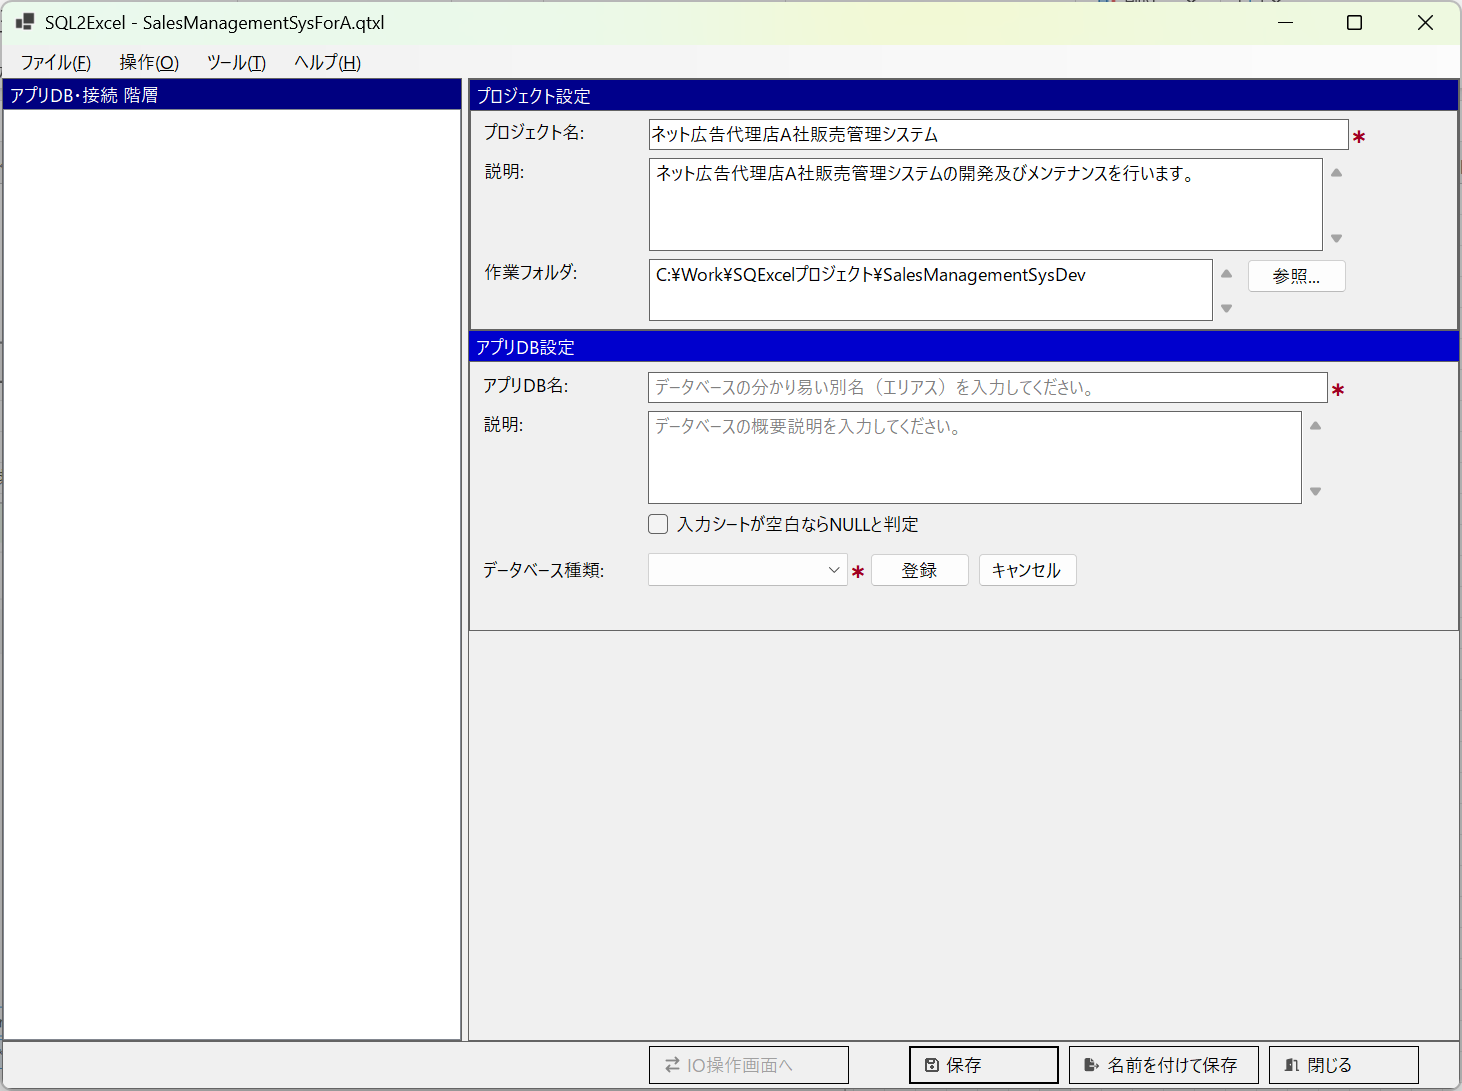 SQL2Excel - SalesManagementSysForA.qtxl
ファイル(F) 操作(O) ツール(T) ヘルプ(H)
アプリDB・接続 階層
プロジェクト設定
プロジェクト名: ネット広告代理店A社販売管理システム *
説明: ネット広告代理店A社販売管理システムの開発及びメンテナンスを行います。
作業フォルダ: C:¥Work¥SQExcelプロジェクト¥SalesManagementSysDev 参照...
アプリDB設定
アプリDB名: データベースの分かり易い別名（エリアス）を入力してください。 *
説明: データベースの概要説明を入力してください。
入力シートが空白ならNULLと判定
データベース種類: * 登録 キャンセル
IO操作画面へ 保存 名前を付けて保存 閉じる